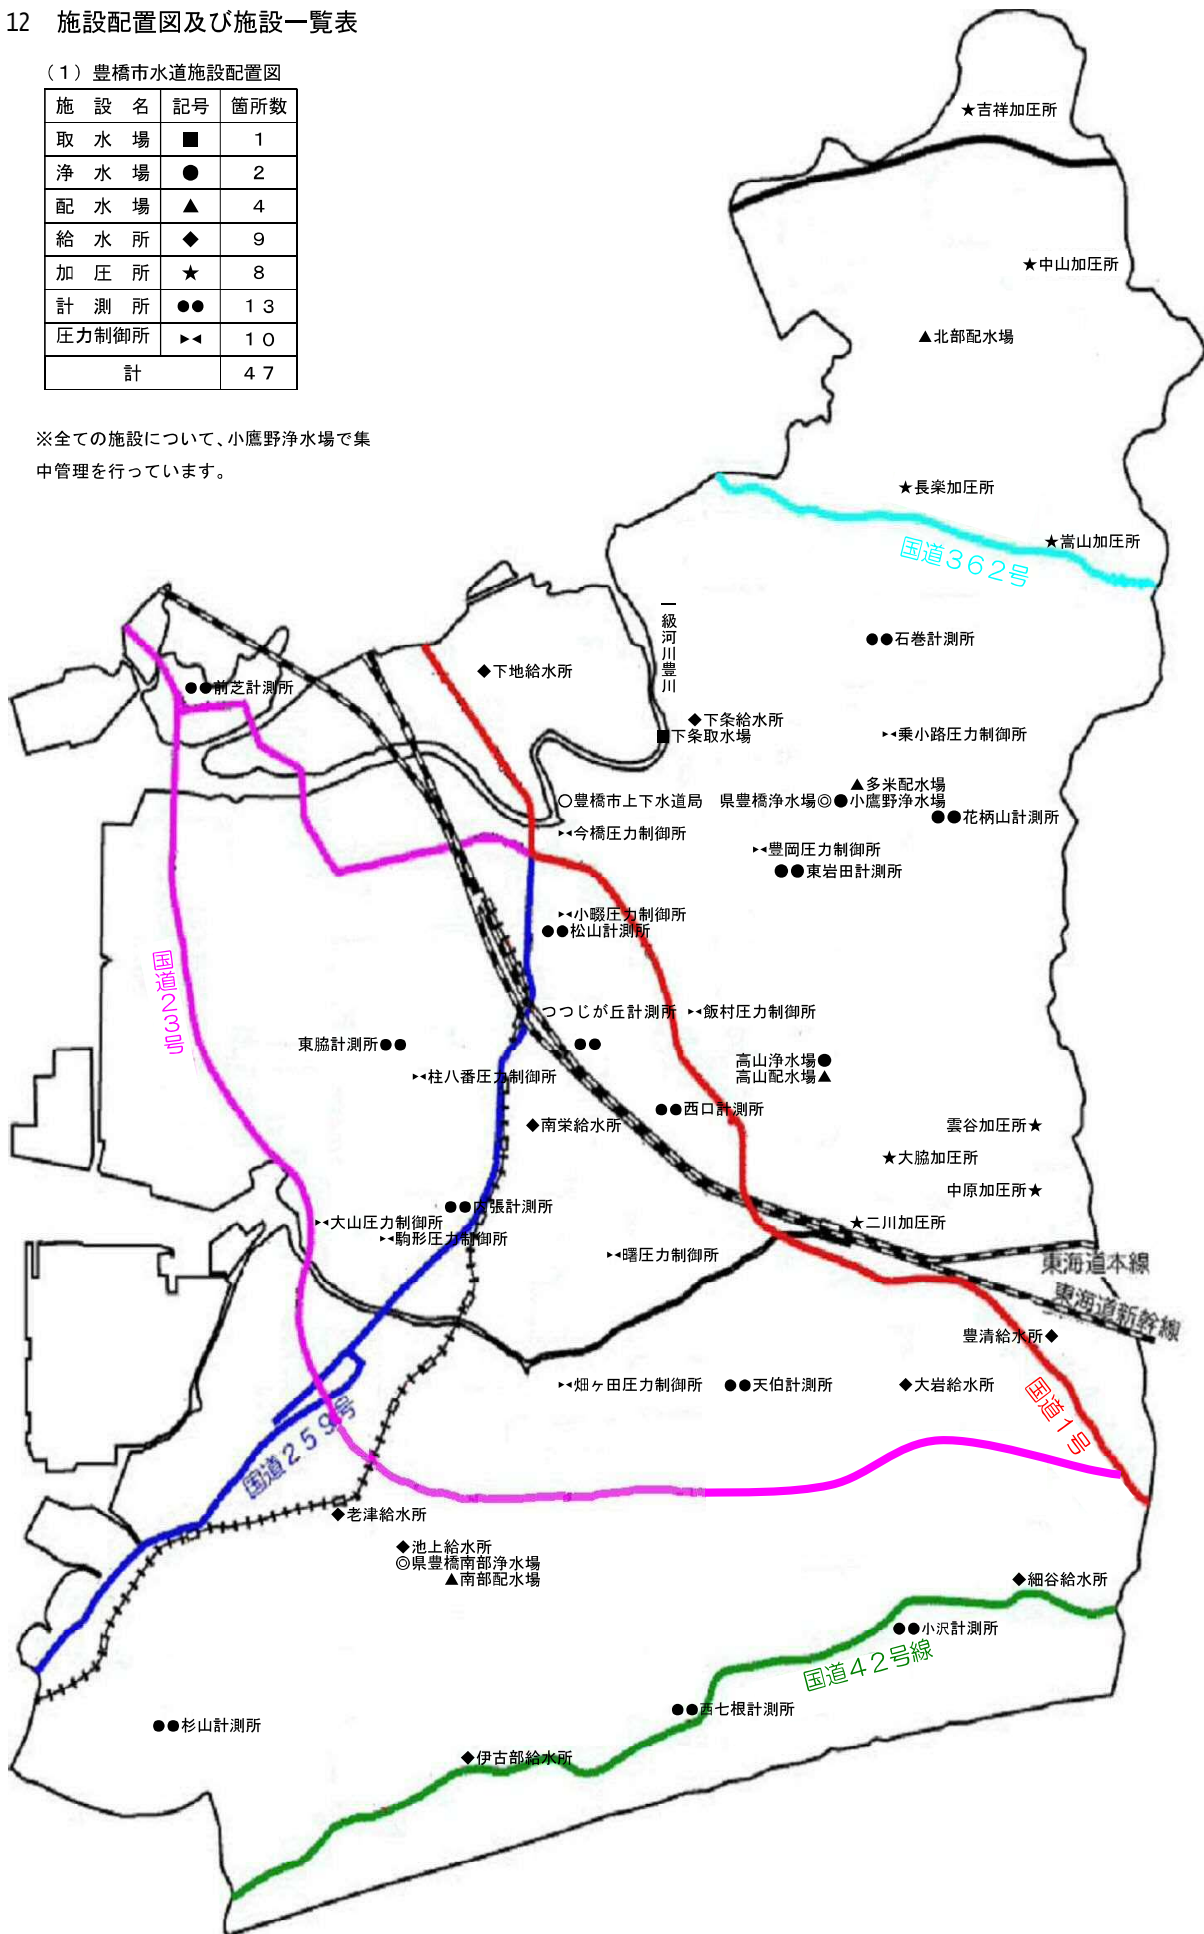 12 施設配置図及び施設一覧表
（１）豊橋市水道施設配置図
施設名 記号 箇所数
取水場 ■ １
浄水場 ● ２
配水場 ▲ ４
給水所 ◆ ９
加圧所 ★ ８
計測所 ●● １３
圧力制御所 ▶◀ １０
計 ４７
※全ての施設について、小鷹野浄水場で集
中管理を行っています。
★吉祥加圧所
★中山加圧所
▲北部配水場
★長楽加圧所
★嵩山加圧所
国道３６２号
一級河川豊川
●●石巻計測所
◆下地給水所
●●前芝計測所
◆下条給水所
■下条取水場
▶◀乗小路圧力制御所
▲多米配水場
○豊橋市上下水道局 県豊橋浄水場◎●小鷹野浄水場
●●花柄山計測所
▶◀今橋圧力制御所
▶◀豊岡圧力制御所
●●東岩田計測所
▶◀小畷圧力制御所
●●松山計測所
国道２３号
つつじが丘計測所 ▶◀飯村圧力制御所
●●
東脇計測所●●
高山浄水場●
高山配水場▲
▶◀柱八番圧力制御所
●●西口計測所
◆南栄給水所
雲谷加圧所★
★大脇加圧所
中原加圧所★
●●内張計測所
▶◀大山圧力制御所
★二川加圧所
▶◀駒形圧力制御所
▶◀曙圧力制御所
東海道本線
東海道新幹線
豊清給水所◆
▶◀畑ヶ田圧力制御所 ●●天伯計測所 ◆大岩給水所
国道１号
国道２５９号
◆老津給水所
◆池上給水所
◎県豊橋南部浄水場
▲南部配水場
◆細谷給水所
●●小沢計測所
国道４２号線
●●西七根計測所
●●杉山計測所
◆伊古部給水所